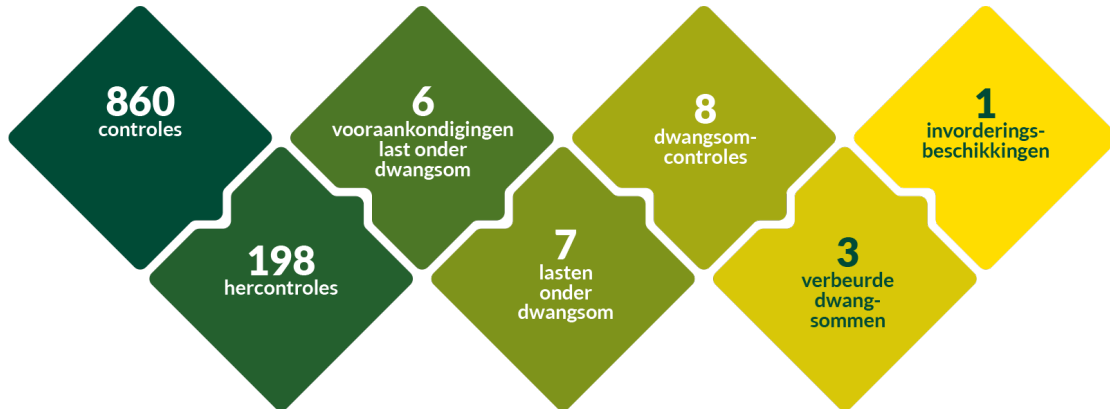 860
controles
198
hercontroles
6
vooraankondigingen
last onder
dwangsom
7
lasten
onder
dwangsom
8
dwangsom-
controles
3
verbeurde
dwang-
sommen
1
invorderings-
beschikkingen